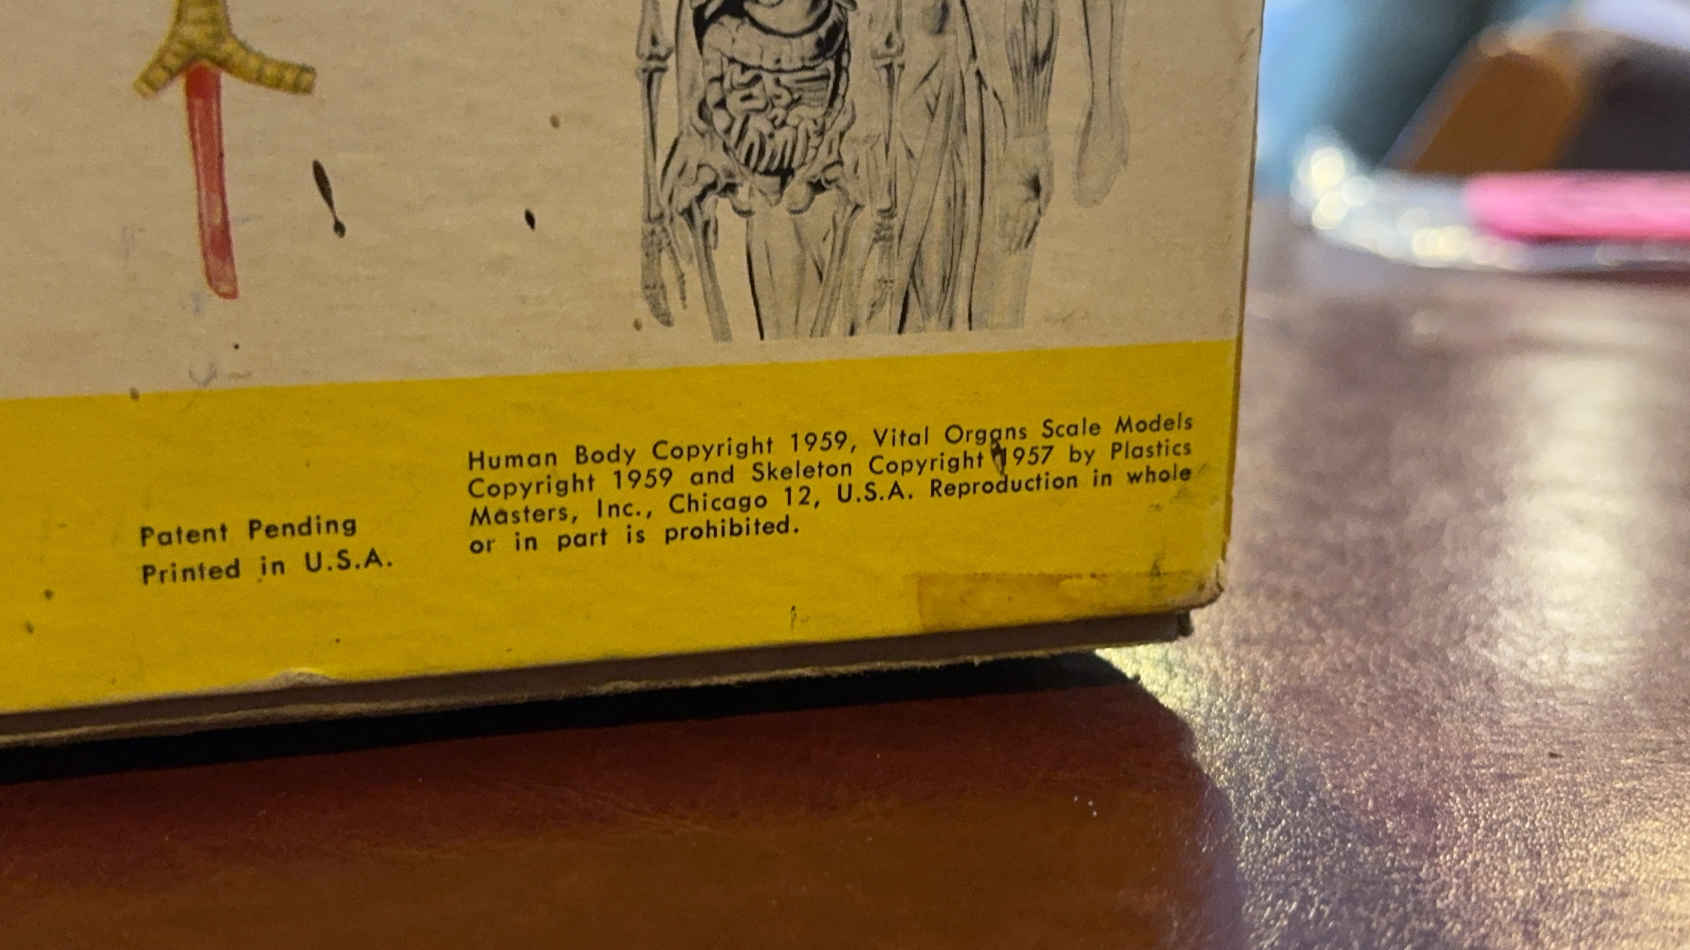 Patent Pending
Printed in U.S.A.
Human Body Copyright 1959, Vital Organs Scale Models
Copyright 1959 and Skeleton Copyright 1957 by Plastics
Masters, Inc., Chicago 12, U.S.A. Reproduction in whole
or in part is prohibited.